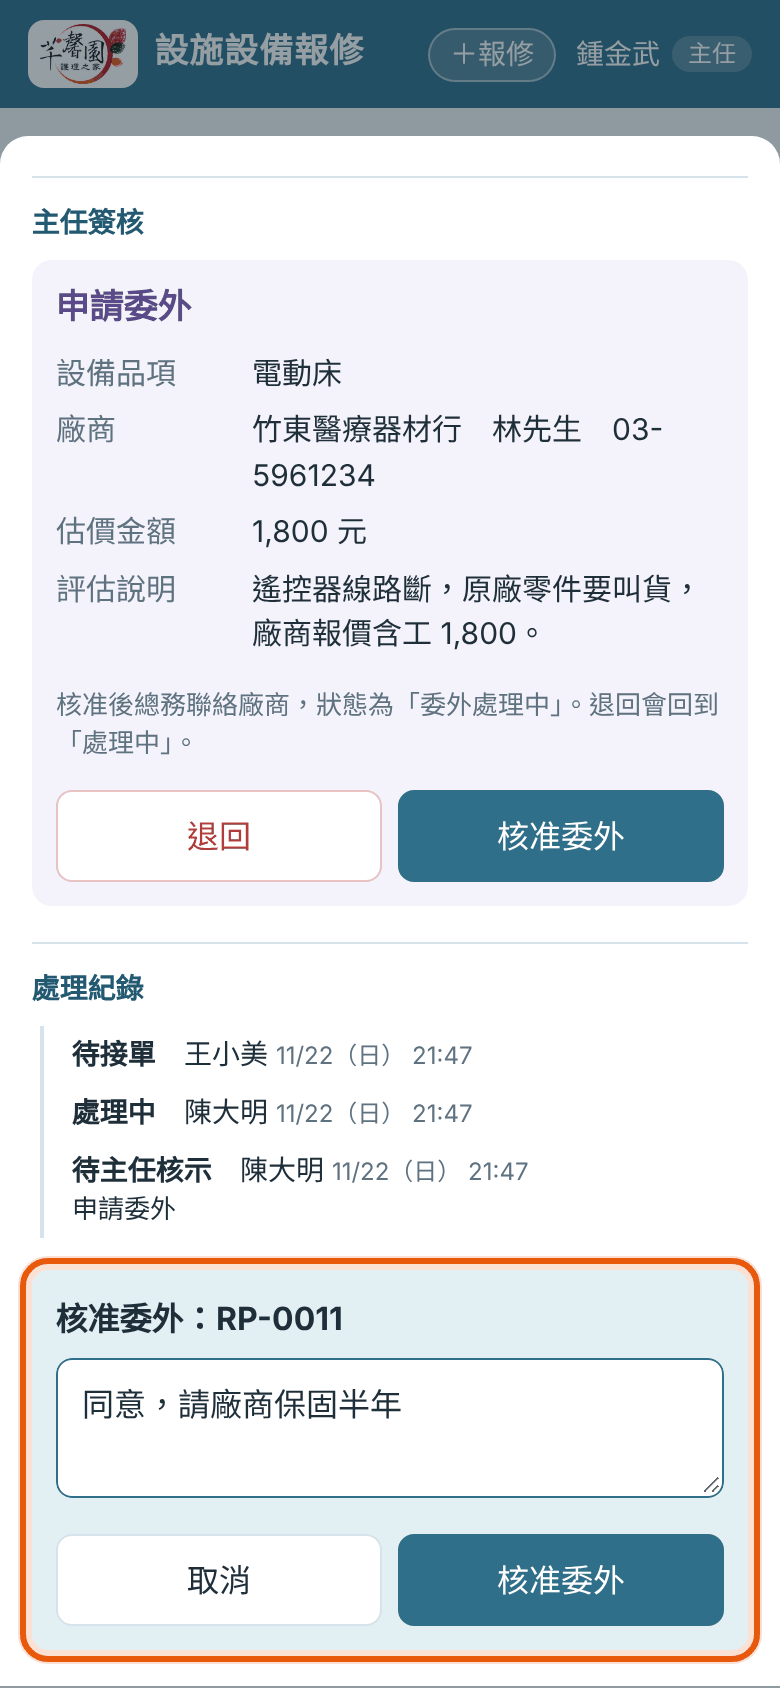 芊馨園
護理之家
設施設備報修
＋報修
鍾金武
主任
主任簽核
申請委外
設備品項 電動床
廠商 竹東醫療器材行　林先生　03-
5961234
估價金額 1,800 元
評估說明 遙控器線路斷，原廠零件要叫貨，
廠商報價含工 1,800。
核准後總務聯絡廠商，狀態為「委外處理中」。退回會回到
「處理中」。
退回
核准委外
處理紀錄
待接單　王小美 11/22（日） 21:47
處理中　陳大明 11/22（日） 21:47
待主任核示　陳大明 11/22（日） 21:47
申請委外
核准委外：RP-0011
同意，請廠商保固半年
取消
核准委外